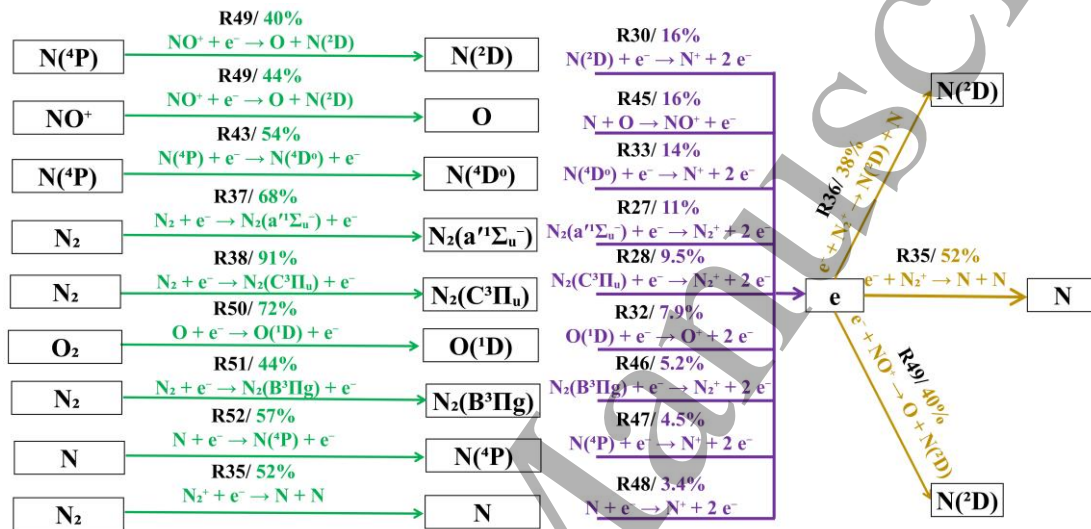 R49/ 40%
N(⁴P)
NO⁺ + e⁻ → O + N(²D)
N(²D)
R49/ 44%
NO⁺
NO⁺ + e⁻ → O + N(²D)
O
R43/ 54%
N(⁴P)
N(⁴P) + e⁻ → N(⁴Dᵒ) + e⁻
N(⁴Dᵒ)
R37/ 68%
N₂
N₂ + e⁻ → N₂(a′¹Σᵤ⁻) + e⁻
N₂(a′¹Σᵤ⁻)
R38/ 91%
N₂
N₂ + e⁻ → N₂(C³Πᵤ) + e⁻
N₂(C³Πᵤ)
R50/ 72%
O₂
O + e⁻ → O(¹D) + e⁻
O(¹D)
R51/ 44%
N₂
N₂ + e⁻ → N₂(B³Πg) + e⁻
N₂(B³Πg)
R52/ 57%
N
N + e⁻ → N(⁴P) + e⁻
N(⁴P)
R35/ 52%
N₂
N₂⁺ + e⁻ → N + N
N
R30/ 16%
N(²D) + e⁻ → N⁺ + 2 e⁻
R45/ 16%
N + O → NO⁺ + e⁻
R33/ 14%
N(⁴Dᵒ) + e⁻ → N⁺ + 2 e⁻
R27/ 11%
N₂(a′¹Σᵤ⁻) + e⁻ → N₂⁺ + 2 e⁻
R28/ 9.5%
N₂(C³Πᵤ) + e⁻ → N₂⁺ + 2 e⁻
R32/ 7.9%
O(¹D) + e⁻ → O⁺ + 2 e⁻
R46/ 5.2%
N₂(B³Πg) + e⁻ → N₂⁺ + 2 e⁻
R47/ 4.5%
N(⁴P) + e⁻ → N⁺ + 2 e⁻
R48/ 3.4%
N + e⁻ → N⁺ + 2 e⁻
e
R36/ 38%
e⁻ + N₂⁺ → N(²D) + N
N(²D)
R35/ 52%
e⁻ + N₂⁺ → N + N
N
R49/ 40%
e⁻ + NO⁺ → O + N(²D)
N(²D)
Manuscri